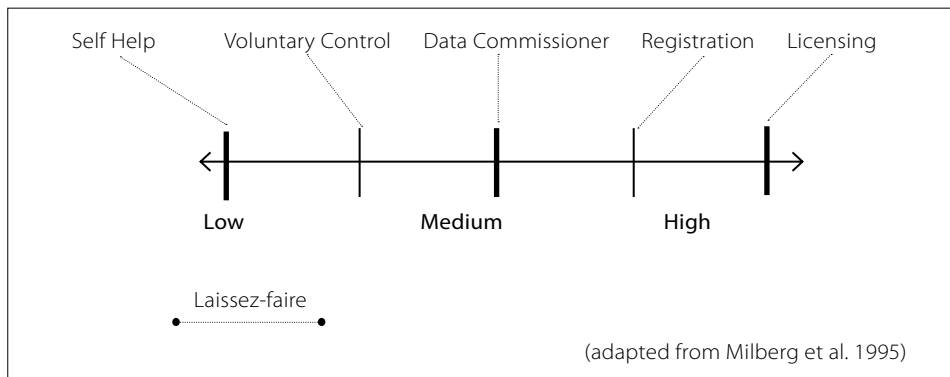 Self Help Voluntary Control Data Commissioner Registration Licensing
Low Medium High
Laissez-faire
(adapted from Milberg et al. 1995)